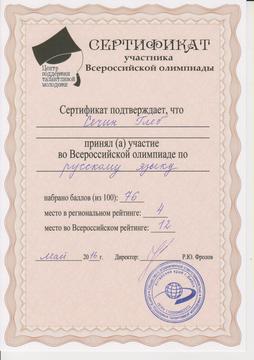 СЕРТИФИКАТ
участника
Всероссийской олимпиады
Центр
поддержки
талантливой
молодежи
Сертификат подтверждает, что
Сечин Глеб
принял (а) участие
во Всероссийской олимпиаде по
русскому языку
набрано баллов (из 100): 76
место в региональном рейтинге: 4
место во Всероссийском рейтинге: 12
май 2016 г. Директор: Р.Ю. Фролов